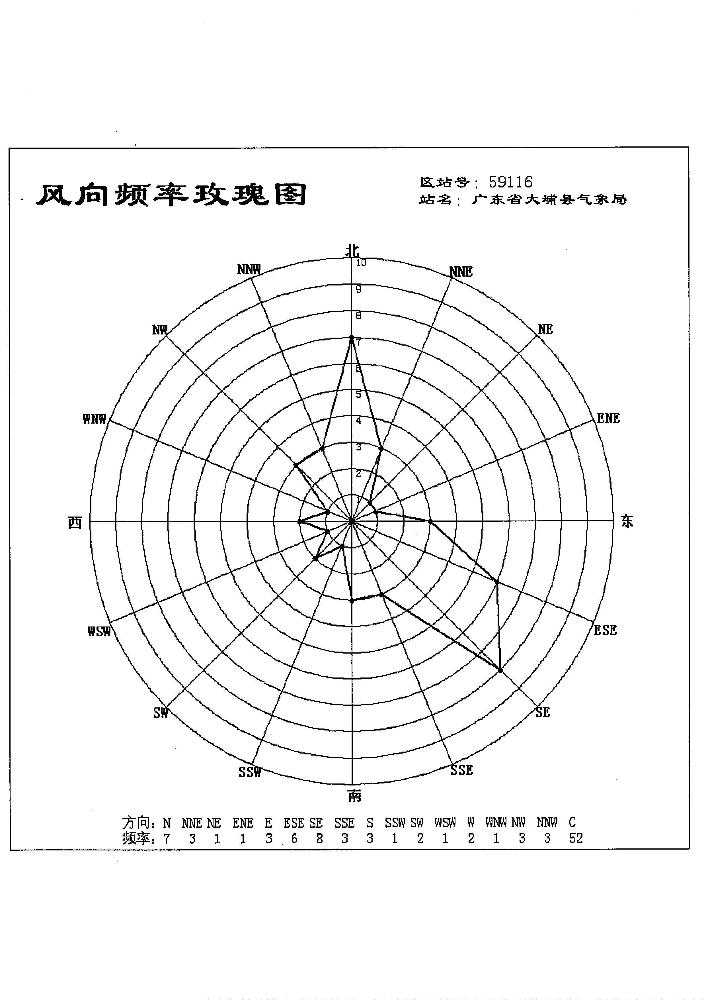 风向频率玫瑰图
区站号：59116
站名：广东省大埔县气象局
北
10
NNW
NNE
9
8
NW
NE
7
6
5
WNW
4
ENE
3
2
1
西
东
WSW
ESE
SW
SE
SSW
SSE
南
方向：N NNE NE ENE E ESE SE SSE S SSW SW WSW W WNW NW NNW C
频率：7 3 1 1 3 6 8 3 3 1 2 1 2 1 3 3 52